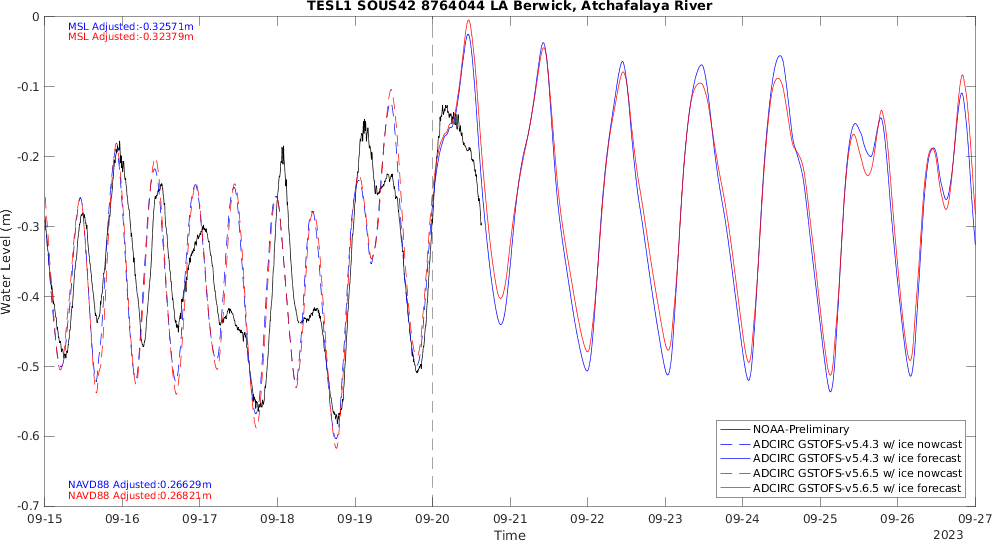 TESL1 SOUS42 8764044 LA Berwick, Atchafalaya River
MSL Adjusted:-0.32571m
MSL Adjusted:-0.32379m
0
-0.1
-0.2
-0.3
-0.4
-0.5
-0.6
-0.7
Water Level (m)
NAVD88 Adjusted:0.26629m
NAVD88 Adjusted:0.26821m
NOAA-Preliminary
ADCIRC GSTOFS-v5.4.3 w/ ice nowcast
ADCIRC GSTOFS-v5.4.3 w/ ice forecast
ADCIRC GSTOFS-v5.6.5 w/ ice nowcast
ADCIRC GSTOFS-v5.6.5 w/ ice forecast
09-15 09-16 09-17 09-18 09-19 09-20 09-21 09-22 09-23 09-24 09-25 09-26 09-27
Time
2023